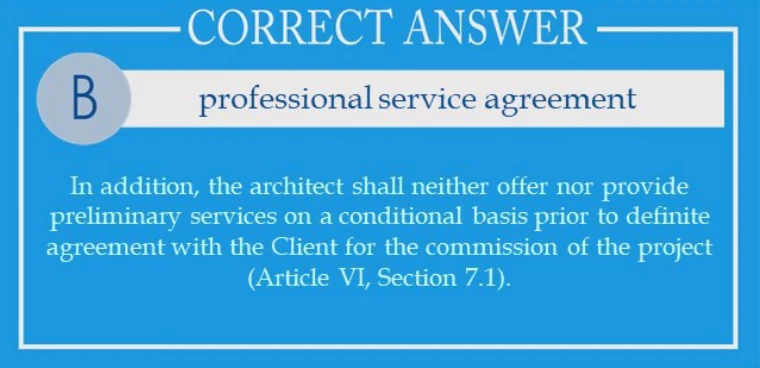 CORRECT ANSWER
B
professional service agreement
In addition, the architect shall neither offer nor provide
preliminary services on a conditional basis prior to definite
agreement with the Client for the commission of the project
(Article VI, Section 7.1).